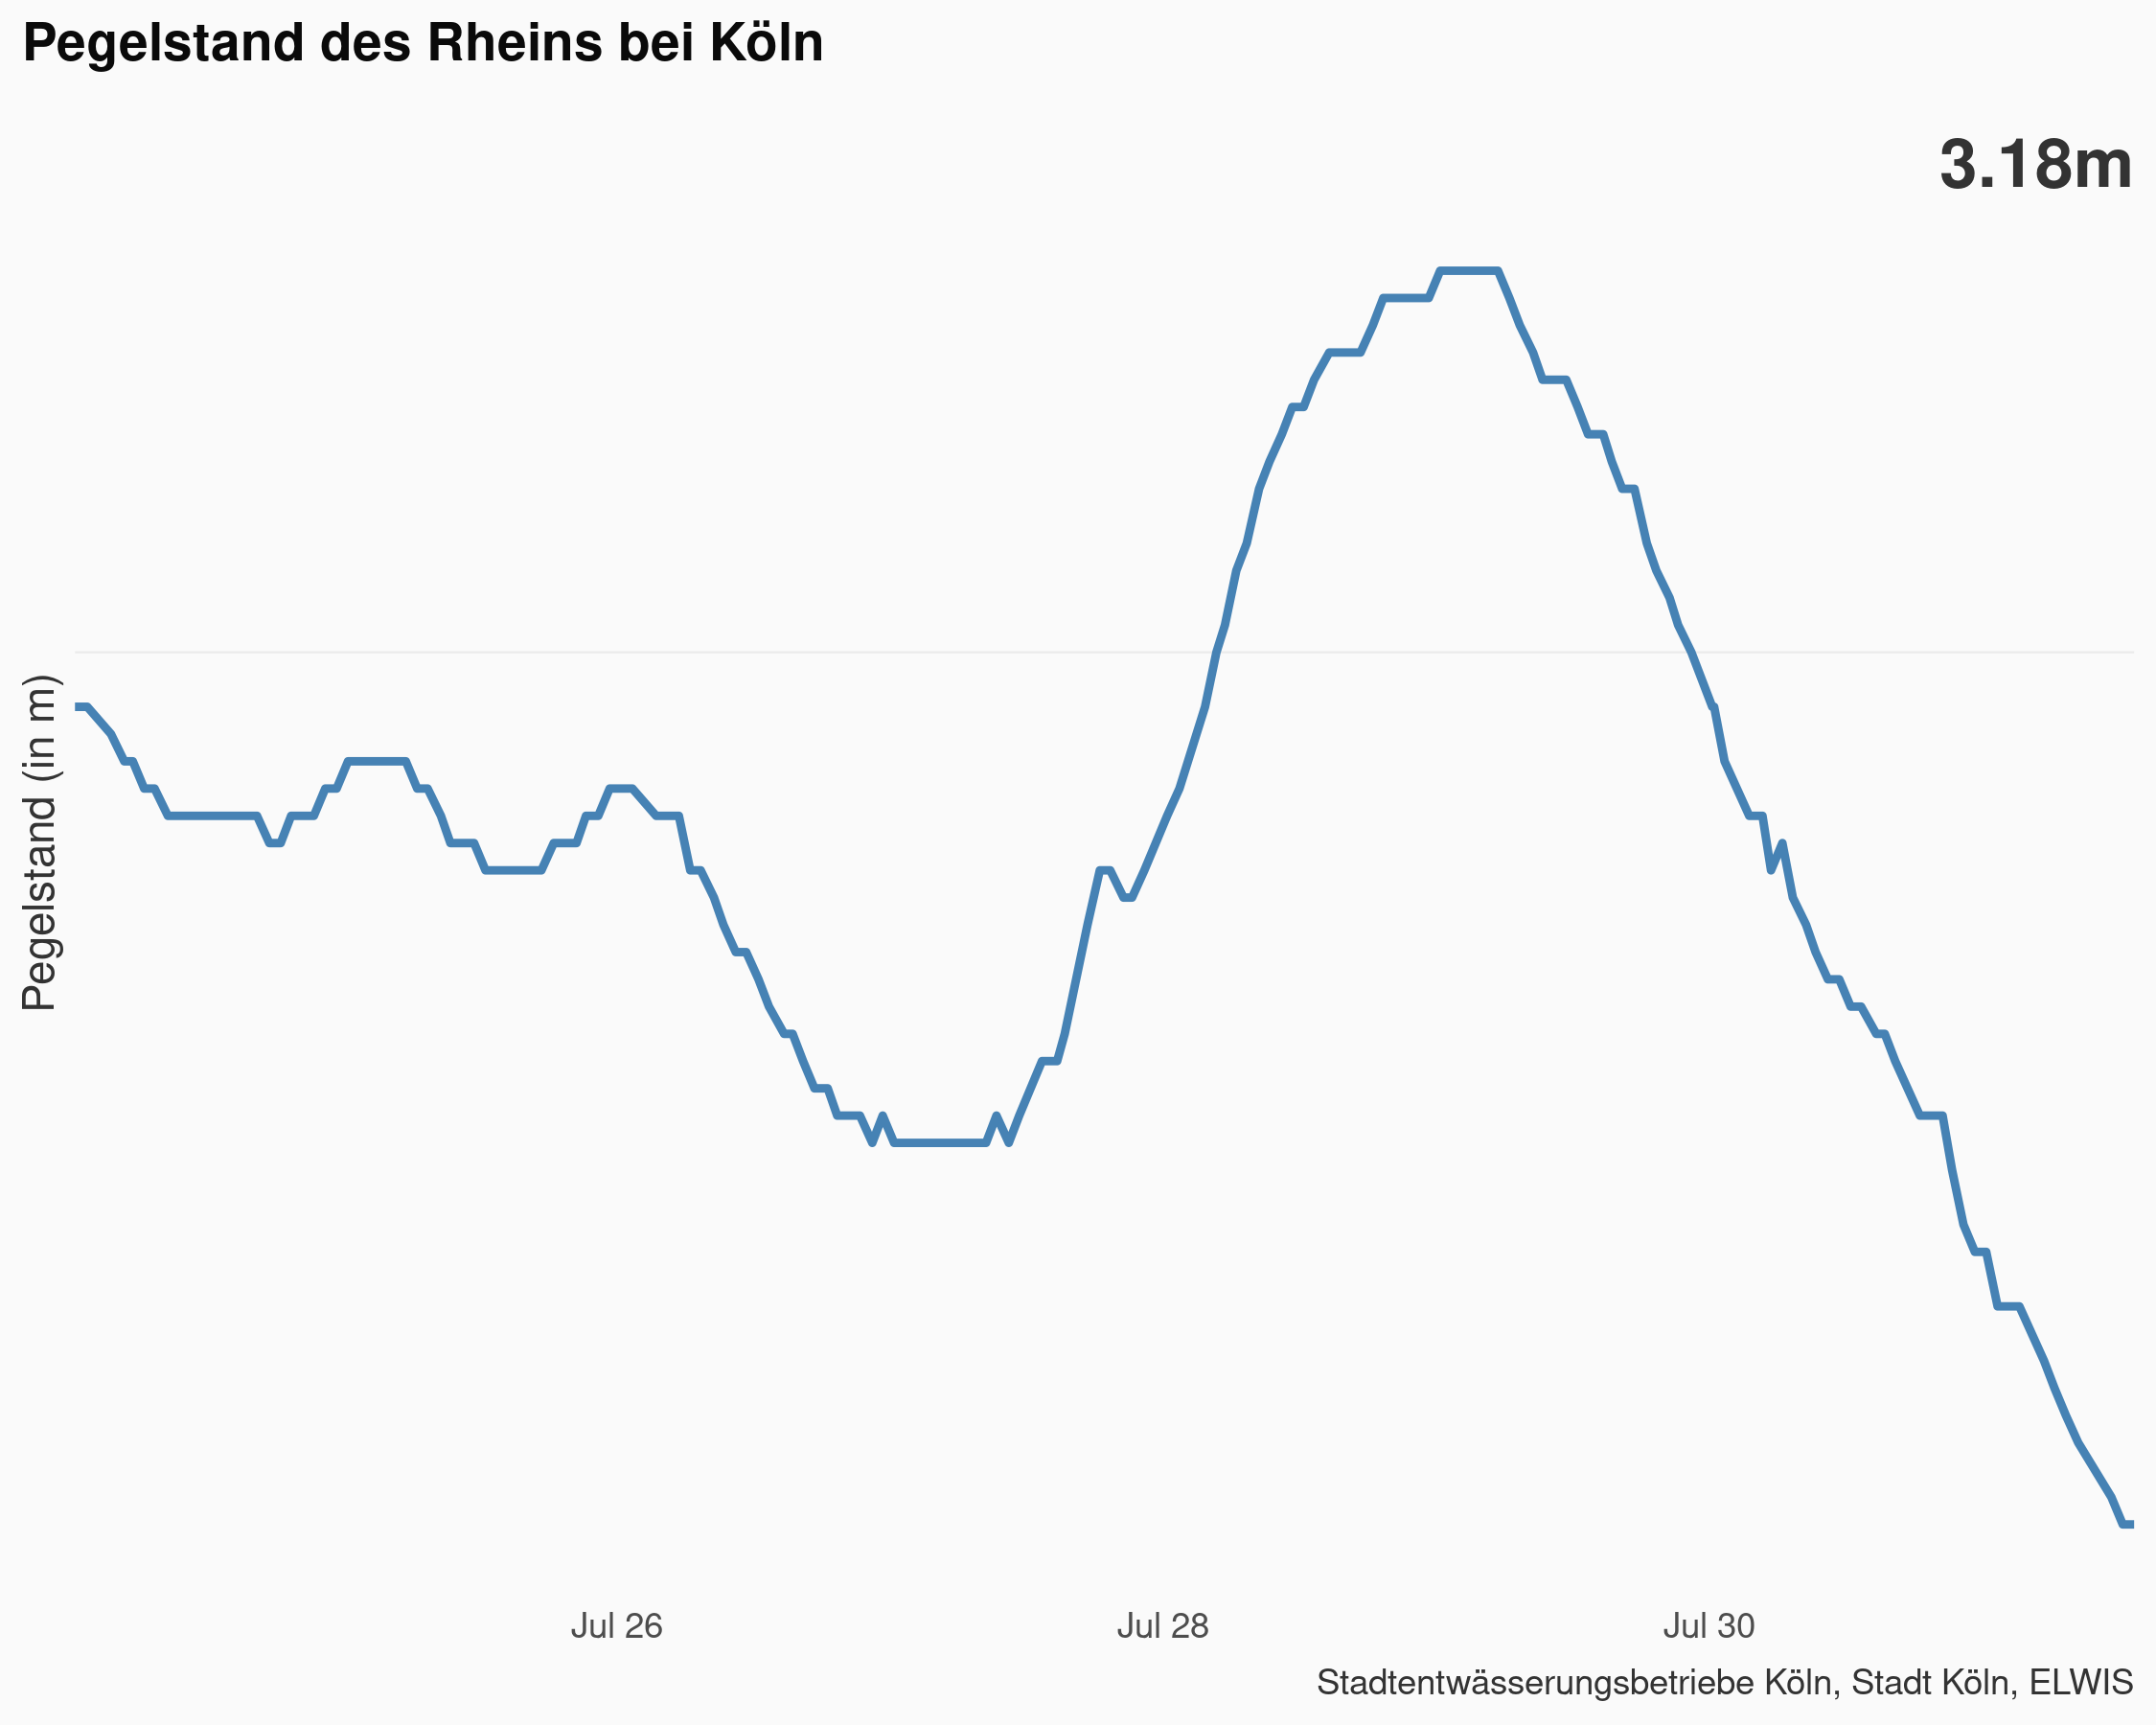 Pegelstand des Rheins bei Köln
3.18m
Pegelstand (in m)
Jul 26
Jul 28
Jul 30
Stadtentwässerungsbetriebe Köln, Stadt Köln, ELWIS